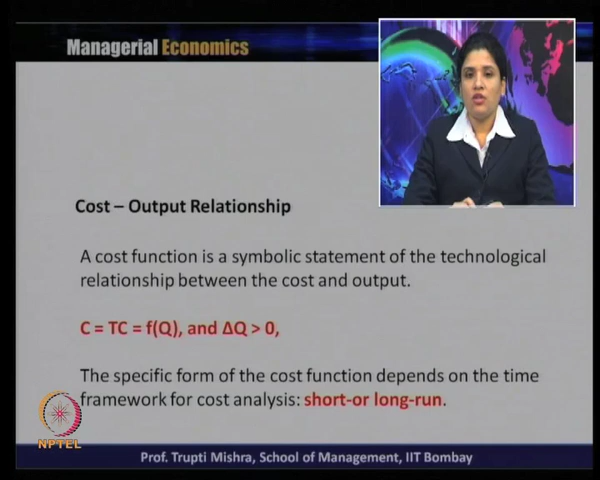 Managerial Economics
Cost – Output Relationship
A cost function is a symbolic statement of the technological
relationship between the cost and output.
C = TC = f(Q), and ΔQ > 0,
The specific form of the cost function depends on the time
framework for cost analysis: short-or long-run.
NPTEL
Prof. Trupti Mishra, School of Management, IIT Bombay